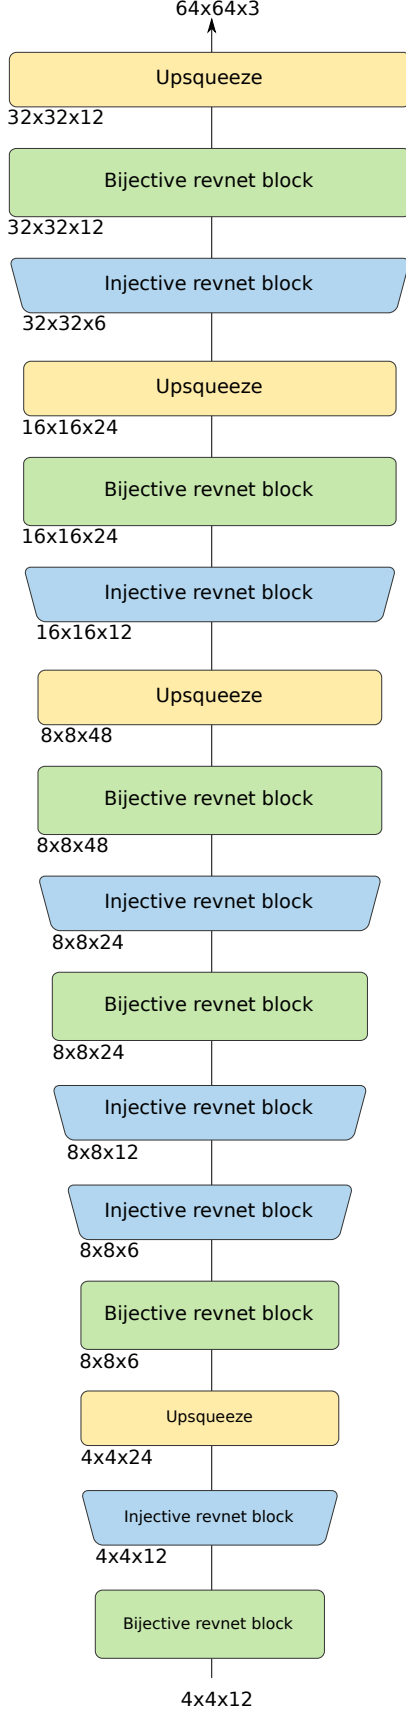 64x64x3
Upsqueeze
32x32x12
Bijective revnet block
32x32x12
Injective revnet block
32x32x6
Upsqueeze
16x16x24
Bijective revnet block
16x16x24
Injective revnet block
16x16x12
Upsqueeze
8x8x48
Bijective revnet block
8x8x48
Injective revnet block
8x8x24
Bijective revnet block
8x8x24
Injective revnet block
8x8x12
Injective revnet block
8x8x6
Bijective revnet block
8x8x6
Upsqueeze
4x4x24
Injective revnet block
4x4x12
Bijective revnet block
4x4x12